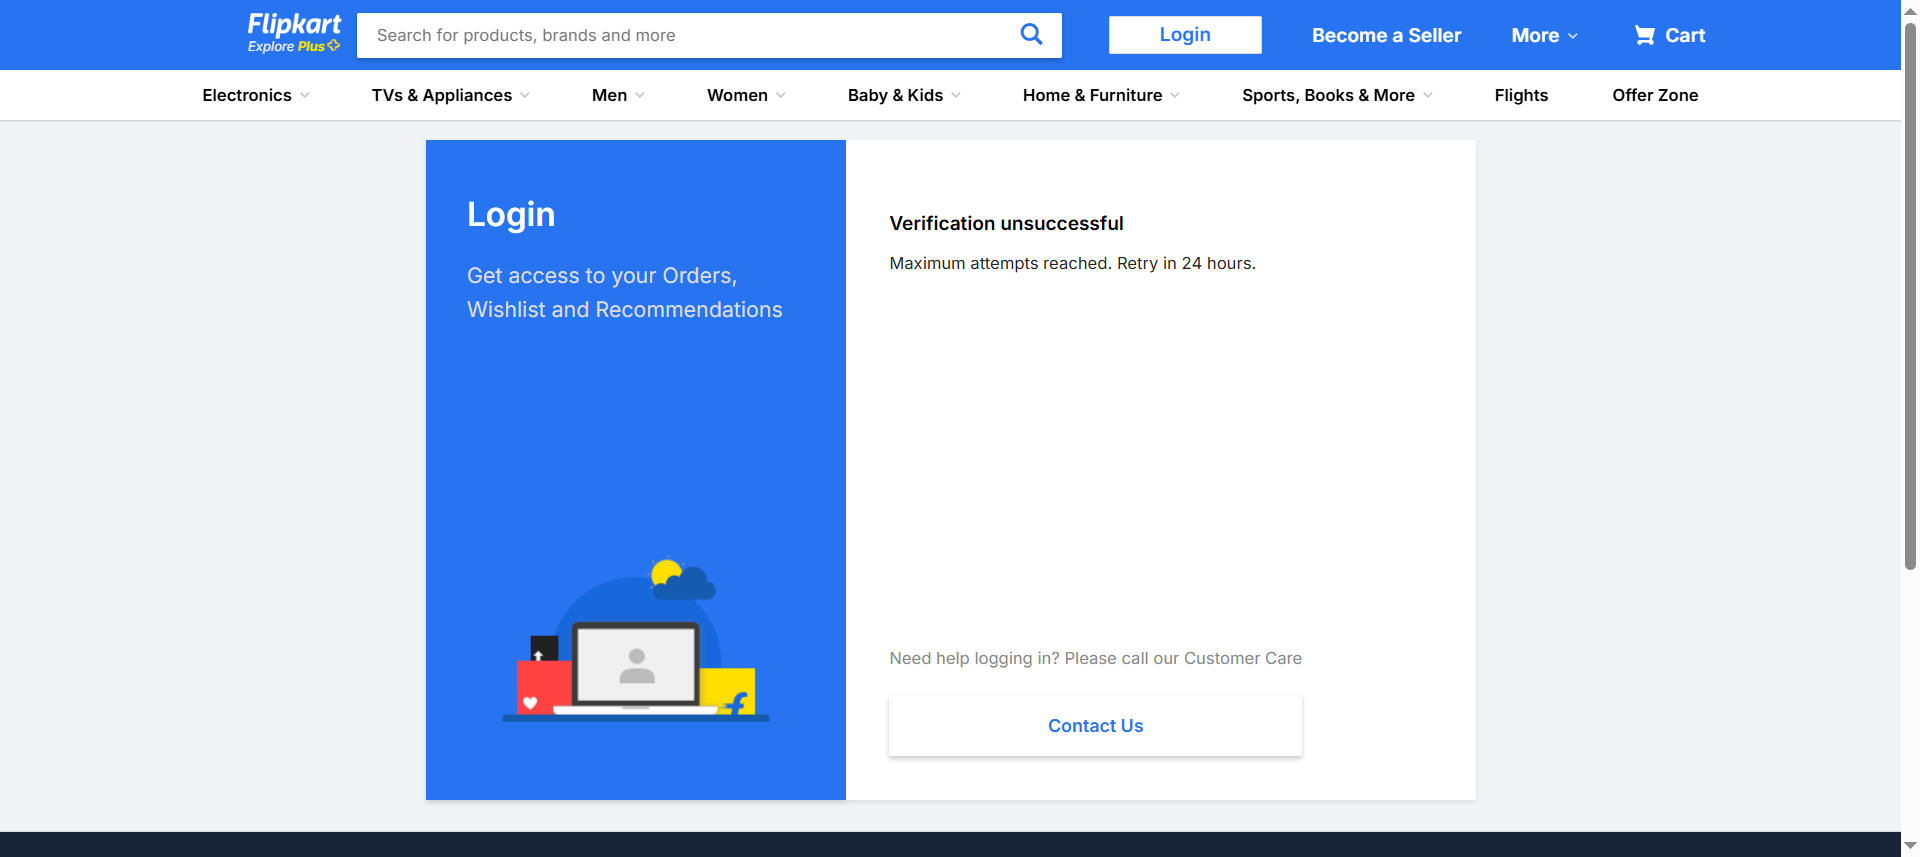 Flipkart
Explore Plus
Search for products, brands and more
Login
Become a Seller
More
Cart
Electronics
TVs & Appliances
Men
Women
Baby & Kids
Home & Furniture
Sports, Books & More
Flights
Offer Zone
Login
Get access to your Orders,
Wishlist and Recommendations
Verification unsuccessful
Maximum attempts reached. Retry in 24 hours.
Need help logging in? Please call our Customer Care
Contact Us